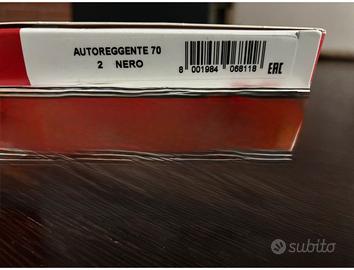 AUTOREGGENTE 70
2 NERO
8 001984 068118
EAC
subito